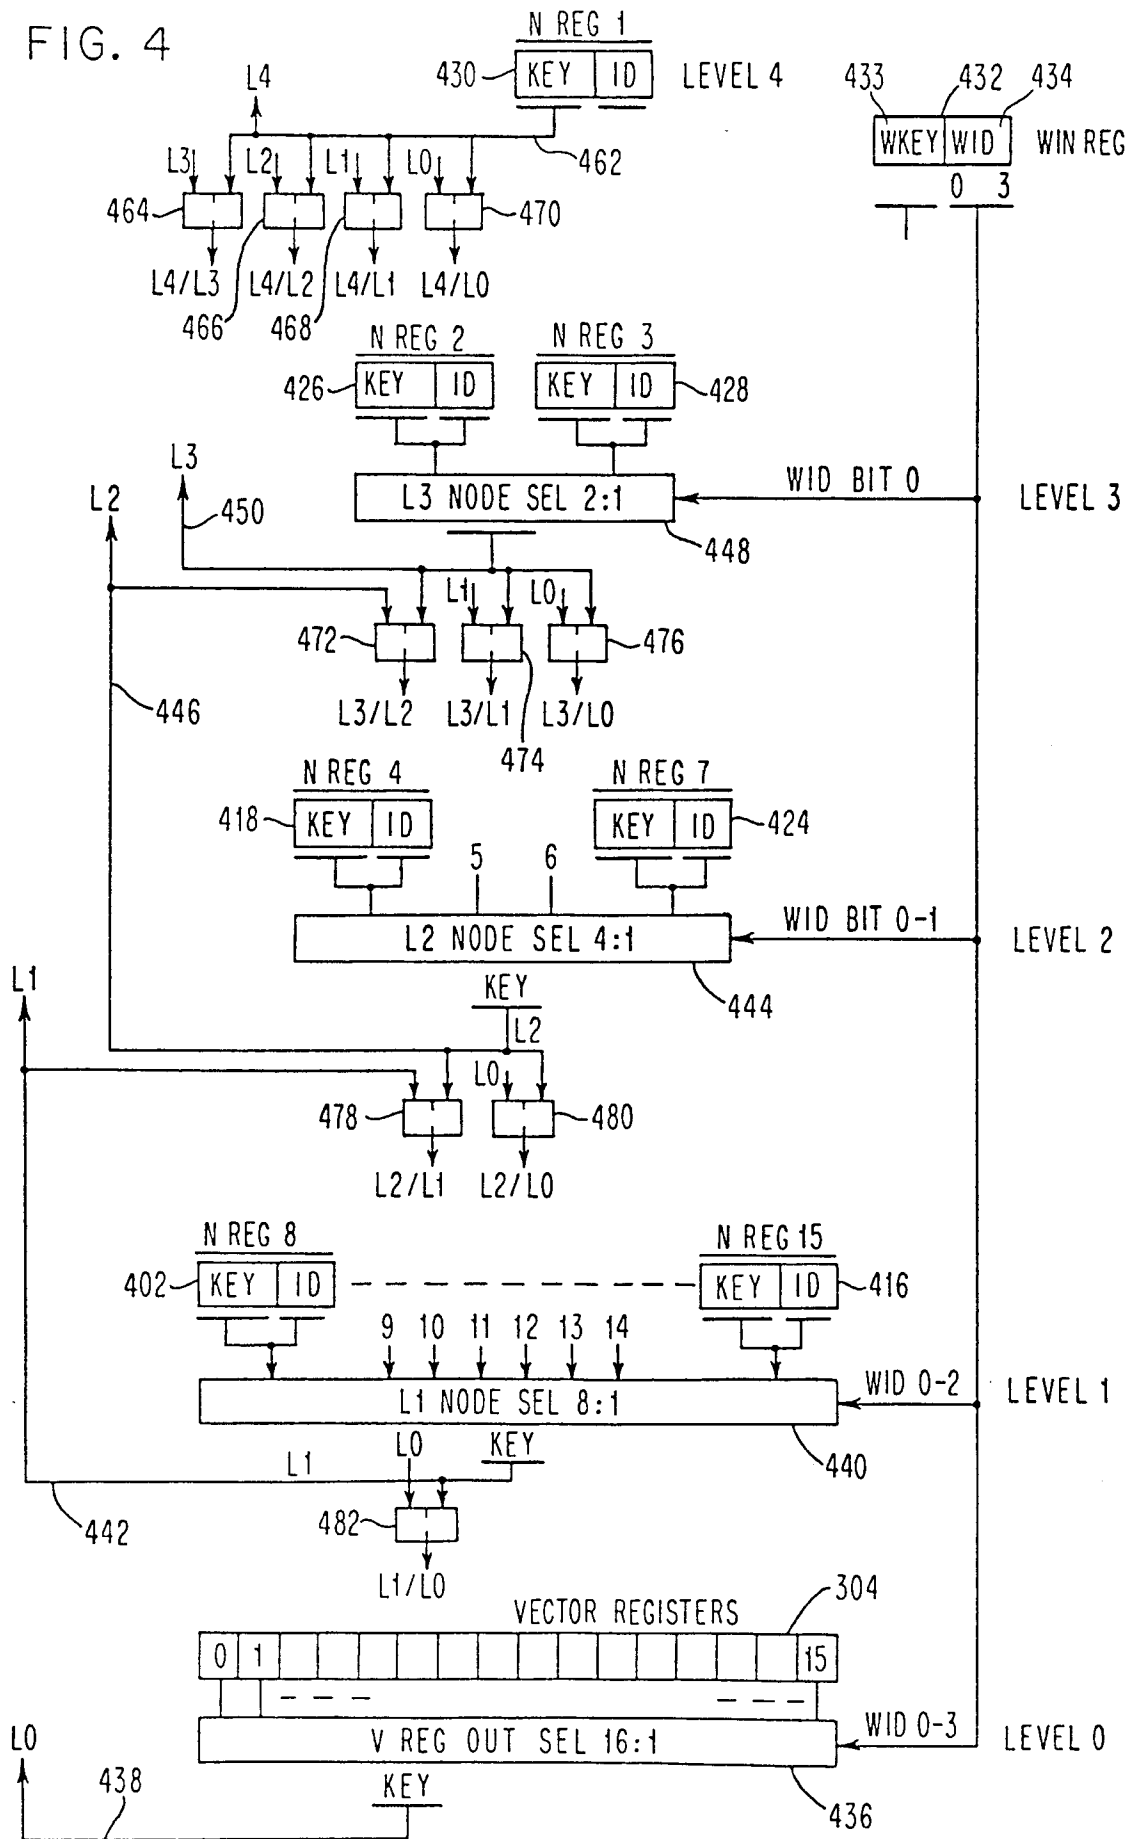 FIG. 4
N REG 1
430 KEY ID LEVEL 4
L4
433 432 434
WKEY WID WIN REG
0 3
462
L3 L2 L1 L0
464 470
L4/L3 L4/L2 L4/L1 L4/L0
466 468
N REG 2 N REG 3
426 KEY ID KEY ID 428
L3
L2
450
L3 NODE SEL 2:1
WID BIT 0
LEVEL 3
448
L1 L0
472 476
446
L3/L2 L3/L1 L3/L0
474
N REG 4 N REG 7
418 KEY ID KEY ID 424
5 6
L2 NODE SEL 4:1
WID BIT 0-1
LEVEL 2
444
L1
KEY
L2
L0
478 480
L2/L1 L2/L0
N REG 8 N REG 15
402 KEY ID KEY ID 416
9 10 11 12 13 14
L1 NODE SEL 8:1
WID 0-2
LEVEL 1
440
L0 KEY
L1
442
482
L1/L0
304
VECTOR REGISTERS
0 1 15
V REG OUT SEL 16:1
WID 0-3
LEVEL 0
436
L0
438
KEY